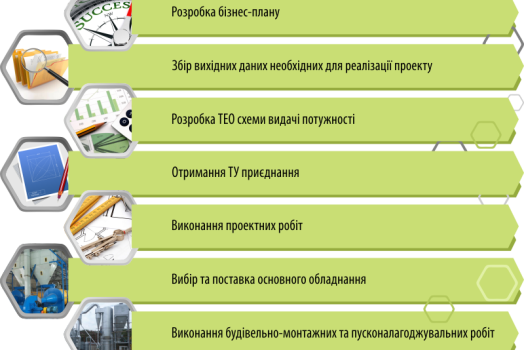 SUCCESS
Розробка бізнес-плану
Збір вихідних даних необхідних для реалізації проекту
Розробка ТЕО схеми видачі потужності
Отримання ТУ приєднання
Виконання проектних робіт
Вибір та поставка основного обладнання
Виконання будівельно-монтажних та пусконалагоджувальних робіт